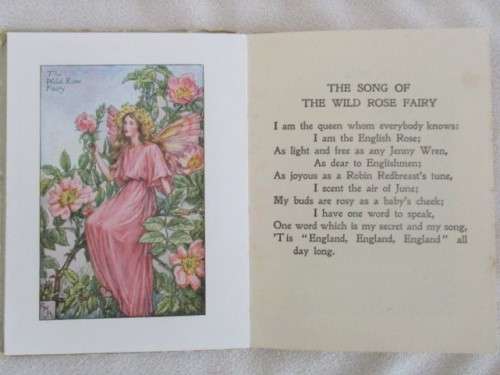 The
Wild Rose
Fairy
THE SONG OF
THE WILD ROSE FAIRY
I am the queen whom everybody knows:
I am the English Rose;
As light and free as any Jenny Wren,
As dear to Englishmen;
As joyous as a Robin Redbreast's tune,
I scent the air of June;
My buds are rosy as a baby's cheek;
I have one word to speak,
One word which is my secret and my song,
'Tis "England, England, England" all
day long.